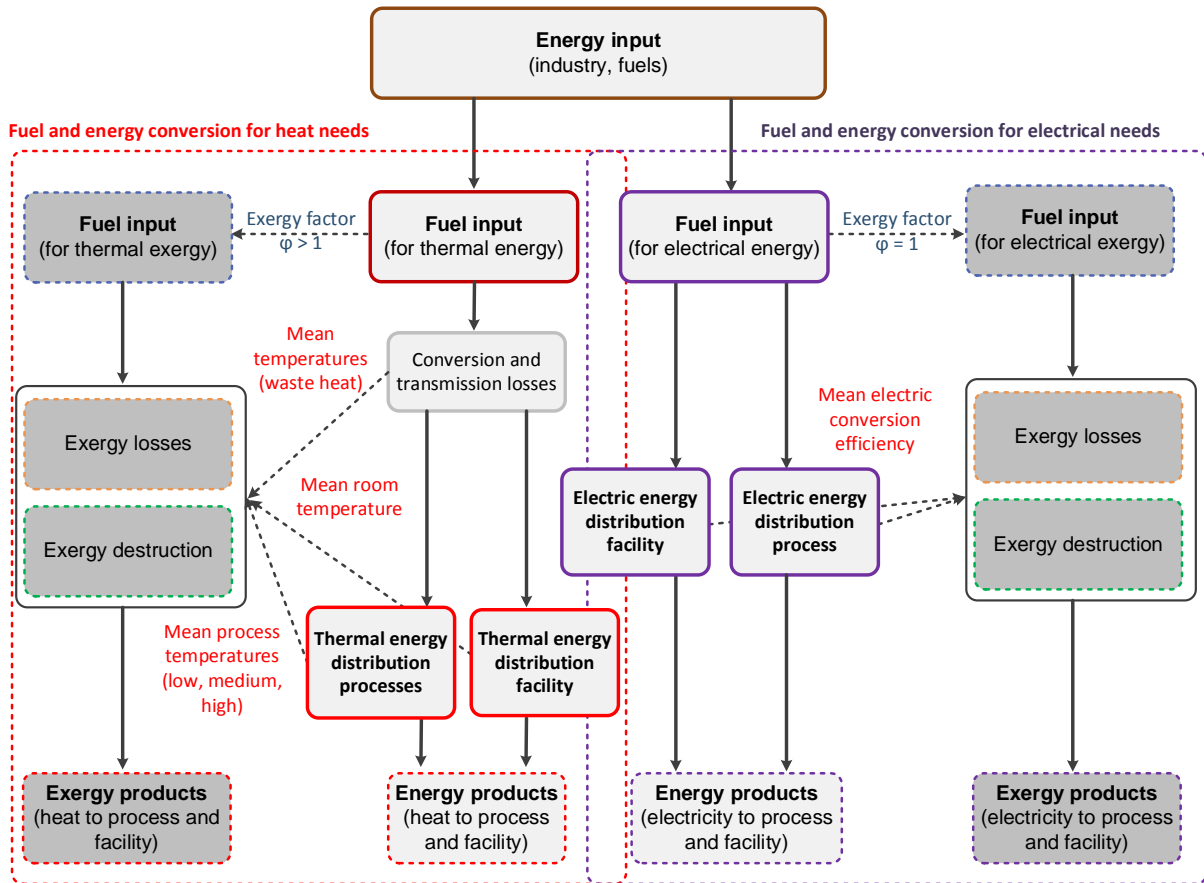 Energy input
(industry, fuels)
Fuel and energy conversion for heat needs
Fuel and energy conversion for electrical needs
Fuel input
(for thermal exergy)
Exergy factor
φ > 1
Fuel input
(for thermal energy)
Fuel input
(for electrical energy)
Exergy factor
φ = 1
Fuel input
(for electrical exergy)
Mean
temperatures
(waste heat)
Conversion and
transmission losses
Exergy losses
Mean room
temperature
Exergy destruction
Mean electric
conversion
efficiency
Exergy losses
Electric energy
distribution
facility
Electric energy
distribution
process
Exergy destruction
Mean process
temperatures
(low, medium,
high)
Thermal energy
distribution
processes
Thermal energy
distribution
facility
Exergy products
(heat to process and
facility)
Energy products
(heat to process
and facility)
Energy products
(electricity to process
and facility)
Exergy products
(electricity to process
and facility)